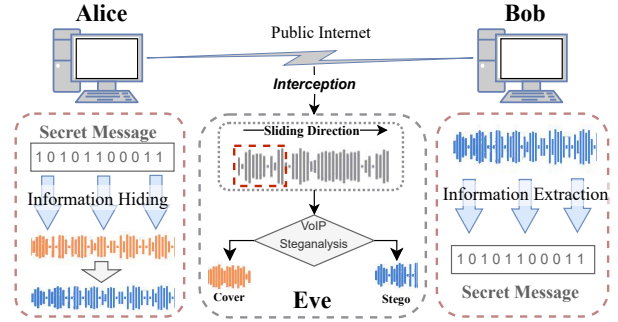 Alice
Bob
Public Internet
Interception
Secret Message
10101100011
Information Hiding
Sliding Direction
VoIP
Steganalysis
Cover
Stego
Eve
Information Extraction
10101100011
Secret Message